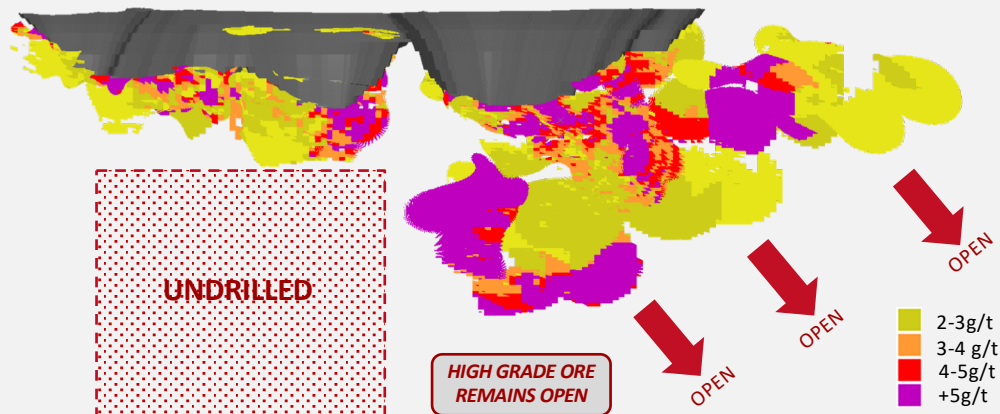 UNDRILLED
HIGH GRADE ORE
REMAINS OPEN
OPEN
OPEN
OPEN
2-3g/t
3-4 g/t
4-5g/t
+5g/t